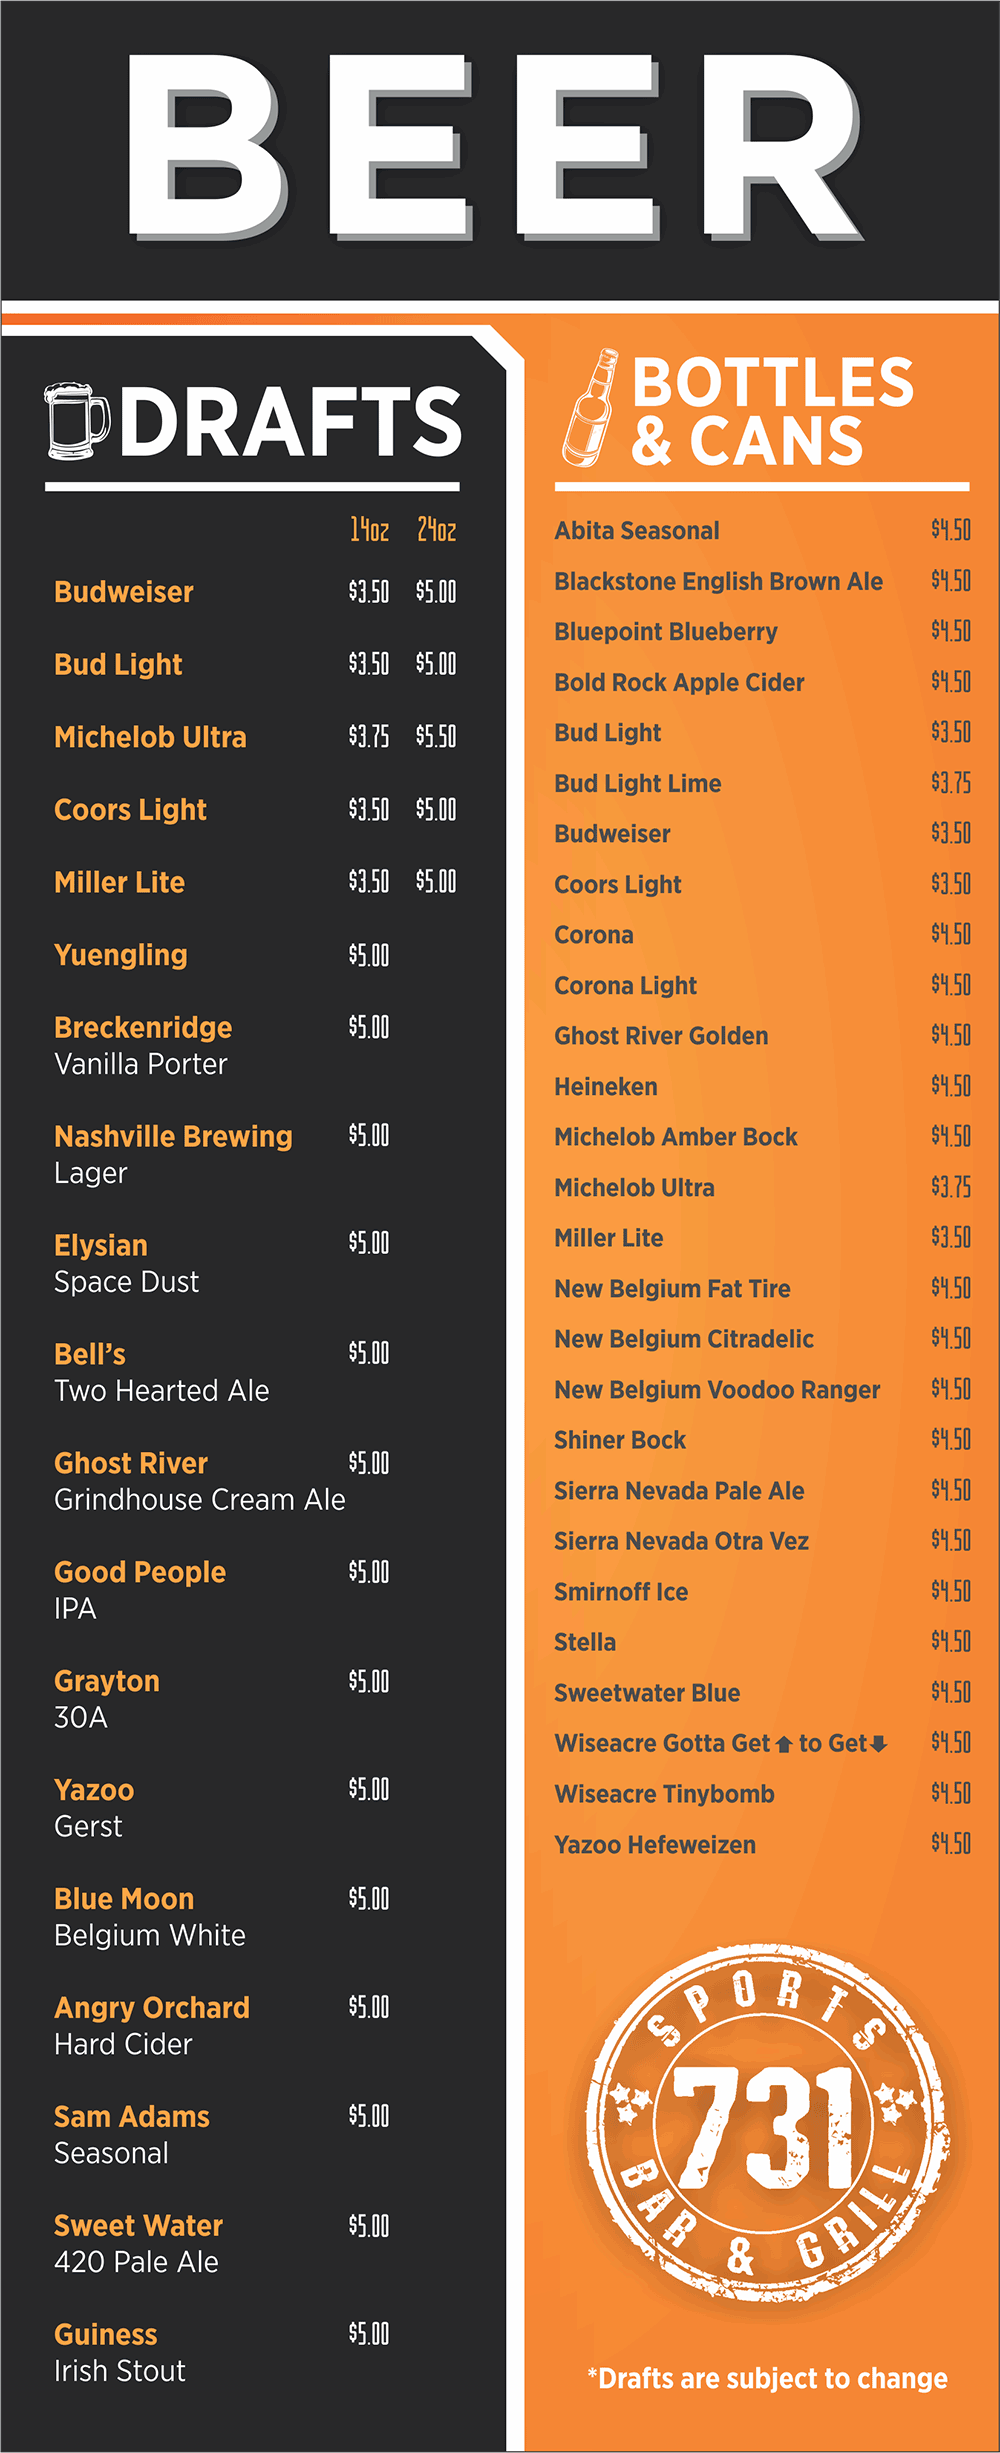 BEER
DRAFTS
14oz 24oz
Budweiser $3.50 $5.00
Bud Light $3.50 $5.00
Michelob Ultra $3.75 $5.50
Coors Light $3.50 $5.00
Miller Lite $3.50 $5.00
Yuengling $5.00
Breckenridge $5.00
Vanilla Porter
Nashville Brewing $5.00
Lager
Elysian $5.00
Space Dust
Bell's $5.00
Two Hearted Ale
Ghost River $5.00
Grindhouse Cream Ale
Good People $5.00
IPA
Grayton $5.00
30A
Yazoo $5.00
Gerst
Blue Moon $5.00
Belgium White
Angry Orchard $5.00
Hard Cider
Sam Adams $5.00
Seasonal
Sweet Water $5.00
420 Pale Ale
Guiness $5.00
Irish Stout
BOTTLES
& CANS
Abita Seasonal $4.50
Blackstone English Brown Ale $4.50
Bluepoint Blueberry $4.50
Bold Rock Apple Cider $4.50
Bud Light $3.50
Bud Light Lime $3.75
Budweiser $3.50
Coors Light $3.50
Corona $4.50
Corona Light $4.50
Ghost River Golden $4.50
Heineken $4.50
Michelob Amber Bock $4.50
Michelob Ultra $3.75
Miller Lite $3.50
New Belgium Fat Tire $4.50
New Belgium Citradelic $4.50
New Belgium Voodoo Ranger $4.50
Shiner Bock $4.50
Sierra Nevada Pale Ale $4.50
Sierra Nevada Otra Vez $4.50
Smirnoff Ice $4.50
Stella $4.50
Sweetwater Blue $4.50
Wiseacre Gotta Get ⬆ to Get⬇ $4.50
Wiseacre Tinybomb $4.50
Yazoo Hefeweizen $4.50
SPORTS
731
BAR & GRILL
*Drafts are subject to change